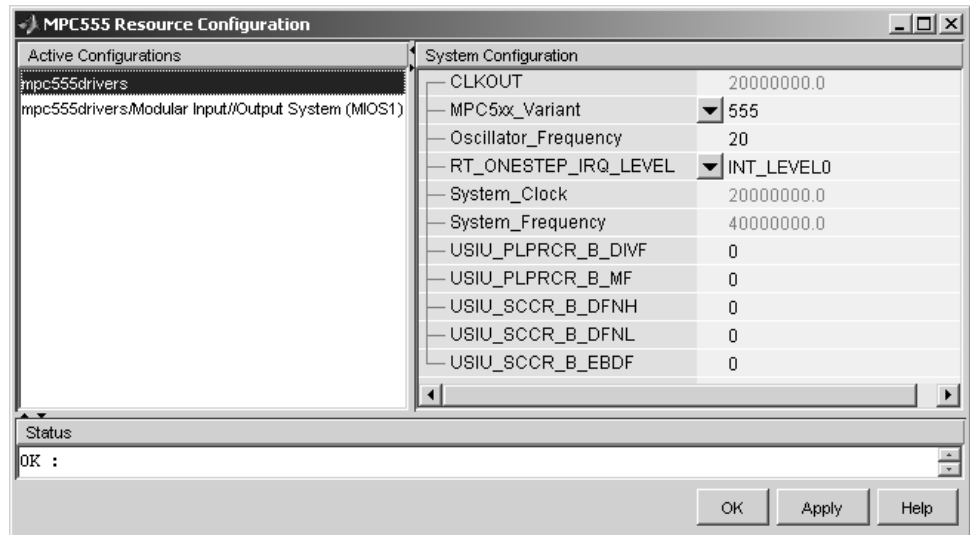 MPC555 Resource Configuration
Active Configurations
mpc555drivers
mpc555drivers/Modular Input//Output System (MIOS1)
System Configuration
CLKOUT 20000000.0
MPC5xx_Variant 555
Oscillator_Frequency 20
RT_ONESTEP_IRQ_LEVEL INT_LEVEL0
System_Clock 20000000.0
System_Frequency 40000000.0
USIU_PLPRCR_B_DIVF 0
USIU_PLPRCR_B_MF 0
USIU_SCCR_B_DFNH 0
USIU_SCCR_B_DFNL 0
USIU_SCCR_B_EBDF 0
Status
OK :
OK Apply Help